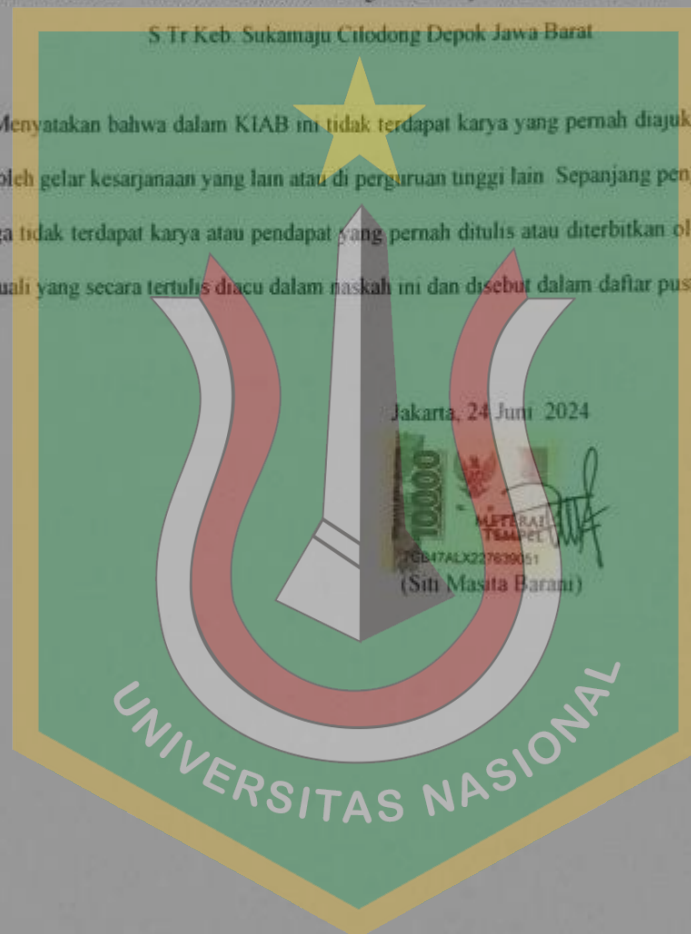 S.Tr Keb. Sukamaju Cilodong Depok Jawa Barat
Menyatakan bahwa dalam KIAB ini tidak terdapat karya yang pernah diajuk
oleh gelar kesarjanaan yang lain atau di perguruan tinggi lain Sepanjang peng
ga tidak terdapat karya atau pendapat yang pernah ditulis atau diterbitkan ol
uali yang secara tertulis diacu dalam naskah ini dan disebut dalam daftar pus
Jakarta, 24 Juni 2024
10000
METERAI
TEMPEL
7CB47ALX227639051
(Siti Masita Barani)
UNIVERSITAS NASIONAL